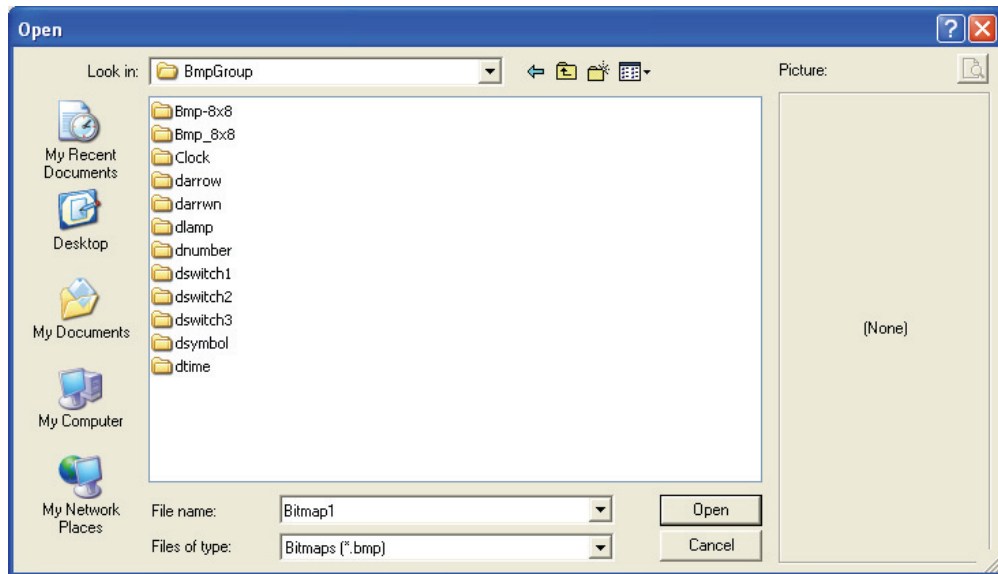 Open
Look in: BmpGroup
Picture:
My Recent
Documents
Desktop
My Documents
My Computer
My Network
Places
Bmp-8x8
Bmp_8x8
Clock
darrow
darrwn
dlamp
dnumber
dswitch1
dswitch2
dswitch3
dsymbol
dtime
(None)
File name: Bitmap1 Open
Files of type: Bitmaps (*.bmp) Cancel